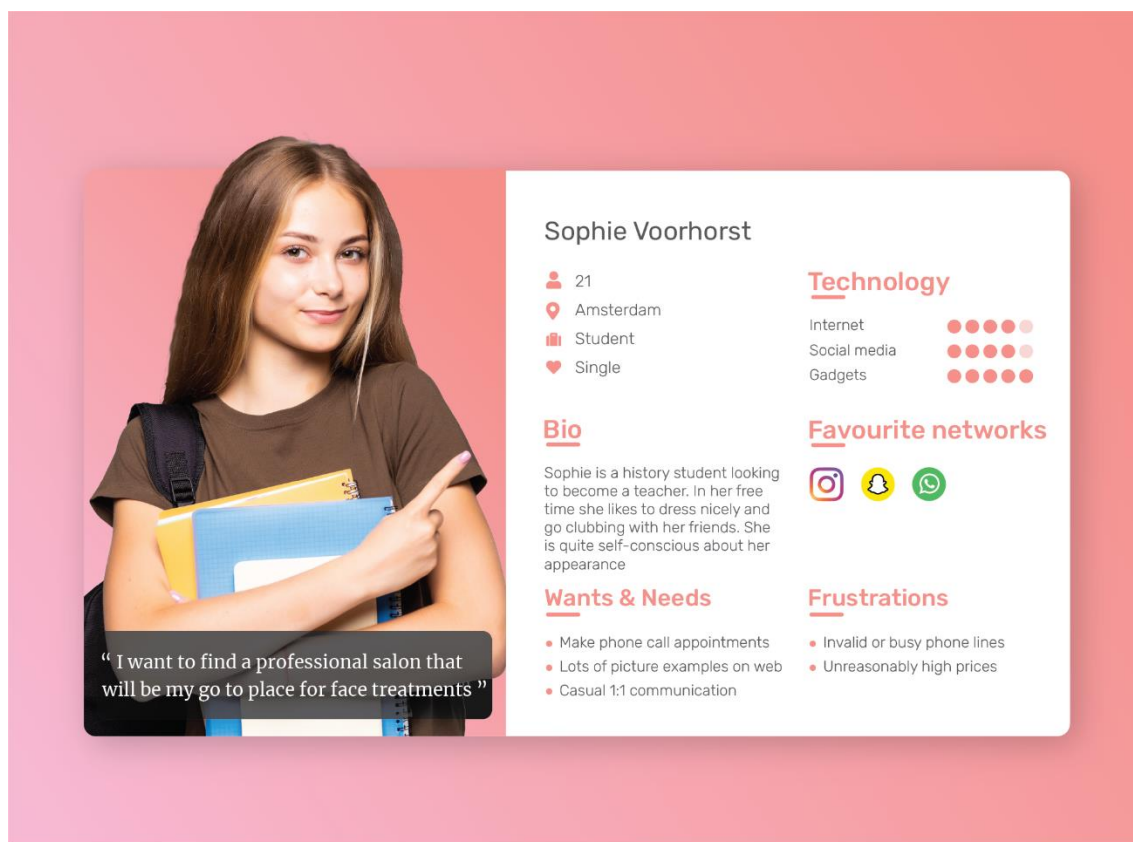 Sophie Voorhorst
21
Amsterdam
Student
Single
Technology
Internet
Social media
Gadgets
Bio
Sophie is a history student looking
to become a teacher. In her free
time she likes to dress nicely and
go clubbing with her friends. She
is quite self-conscious about her
appearance
Favourite networks
Wants & Needs
Make phone call appointments
Lots of picture examples on web
Casual 1:1 communication
Frustrations
Invalid or busy phone lines
Unreasonably high prices
“ I want to find a professional salon that
will be my go to place for face treatments ”